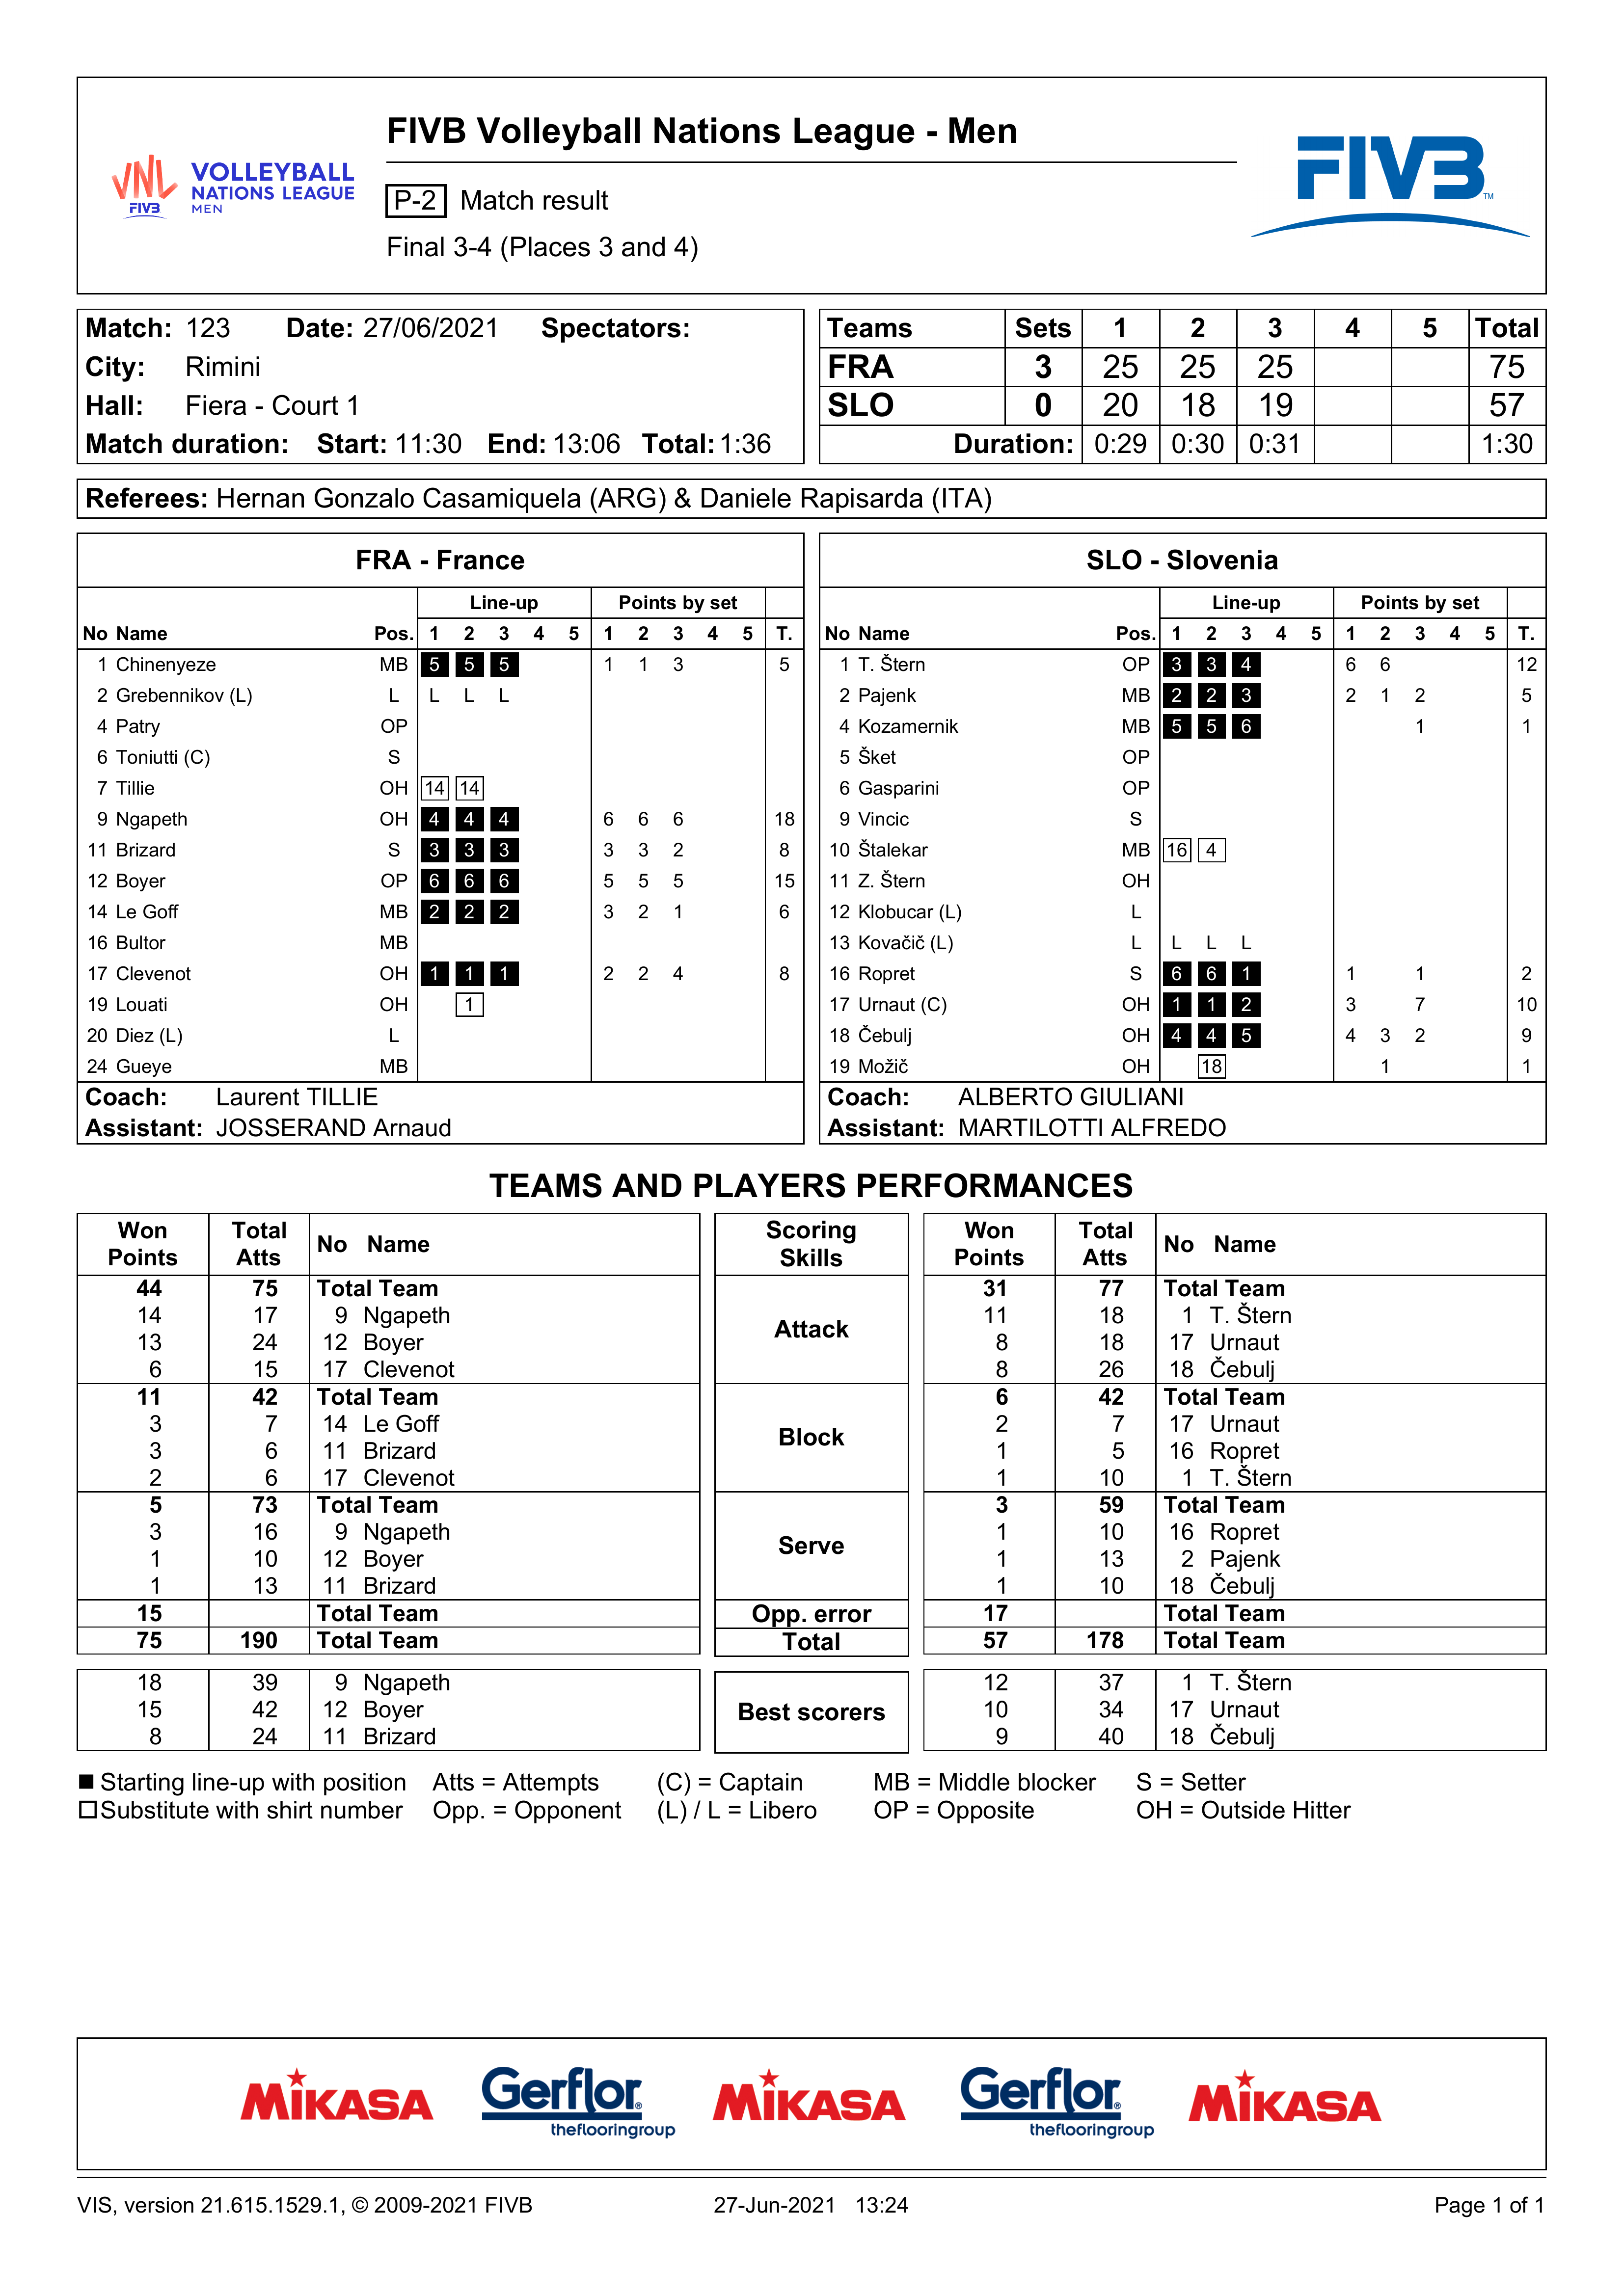 FIVB Volleyball Nations League - Men
VNL FIVB VOLLEYBALL NATIONS LEAGUE MEN
P-2 Match result
Final 3-4 (Places 3 and 4)
FIVB TM
Match: 123 Date: 27/06/2021 Spectators:
City: Rimini
Hall: Fiera - Court 1
Match duration: Start: 11:30 End: 13:06 Total: 1:36
Teams Sets 1 2 3 4 5 Total
FRA 3 25 25 25 75
SLO 0 20 18 19 57
Duration: 0:29 0:30 0:31 1:30
Referees: Hernan Gonzalo Casamiquela (ARG) & Daniele Rapisarda (ITA)
FRA - France
Line-up Points by set
No Name Pos. 1 2 3 4 5 1 2 3 4 5 T.
1 Chinenyeze MB 5 5 5 1 1 3 5
2 Grebennikov (L) L L L L
4 Patry OP
6 Toniutti (C) S
7 Tillie OH 14 14
9 Ngapeth OH 4 4 4 6 6 6 18
11 Brizard S 3 3 3 3 3 2 8
12 Boyer OP 6 6 6 5 5 5 15
14 Le Goff MB 2 2 2 3 2 1 6
16 Bultor MB
17 Clevenot OH 1 1 1 2 2 4 8
19 Louati OH 1
20 Diez (L) L
24 Gueye MB
Coach: Laurent TILLIE
Assistant: JOSSERAND Arnaud
SLO - Slovenia
Line-up Points by set
No Name Pos. 1 2 3 4 5 1 2 3 4 5 T.
1 T. Štern OP 3 3 4 6 6 12
2 Pajenk MB 2 2 3 2 1 2 5
4 Kozamernik MB 5 5 6 1 1
5 Šket OP
6 Gasparini OP
9 Vincic S
10 Štalekar MB 16 4
11 Z. Štern OH
12 Klobucar (L) L
13 Kovačič (L) L L L L
16 Ropret S 6 6 1 1 1 2
17 Urnaut (C) OH 1 1 2 3 7 10
18 Čebulj OH 4 4 5 4 3 2 9
19 Možič OH 18 1 1
Coach: ALBERTO GIULIANI
Assistant: MARTILOTTI ALFREDO
TEAMS AND PLAYERS PERFORMANCES
Won Points Total Atts No Name Scoring Skills Won Points Total Atts No Name
Attack
44 75 Total Team 31 77 Total Team
14 17 9 Ngapeth 11 18 1 T. Štern
13 24 12 Boyer 8 18 17 Urnaut
6 15 17 Clevenot 8 26 18 Čebulj
Block
11 42 Total Team 6 42 Total Team
3 7 14 Le Goff 2 7 17 Urnaut
3 6 11 Brizard 1 5 16 Ropret
2 6 17 Clevenot 1 10 1 T. Štern
Serve
5 73 Total Team 3 59 Total Team
3 16 9 Ngapeth 1 10 16 Ropret
1 10 12 Boyer 1 13 2 Pajenk
1 13 11 Brizard 1 10 18 Čebulj
15 Total Team Opp. error 17 Total Team
75 190 Total Team Total 57 178 Total Team
Best scorers
18 39 9 Ngapeth 12 37 1 T. Štern
15 42 12 Boyer 10 34 17 Urnaut
8 24 11 Brizard 9 40 18 Čebulj
Starting line-up with position Atts = Attempts (C) = Captain MB = Middle blocker S = Setter
Substitute with shirt number Opp. = Opponent (L) / L = Libero OP = Opposite OH = Outside Hitter
MIKASA Gerflor® theflooringgroup MIKASA Gerflor® theflooringgroup MIKASA
VIS, version 21.615.1529.1, © 2009-2021 FIVB 27-Jun-2021 13:24 Page 1 of 1